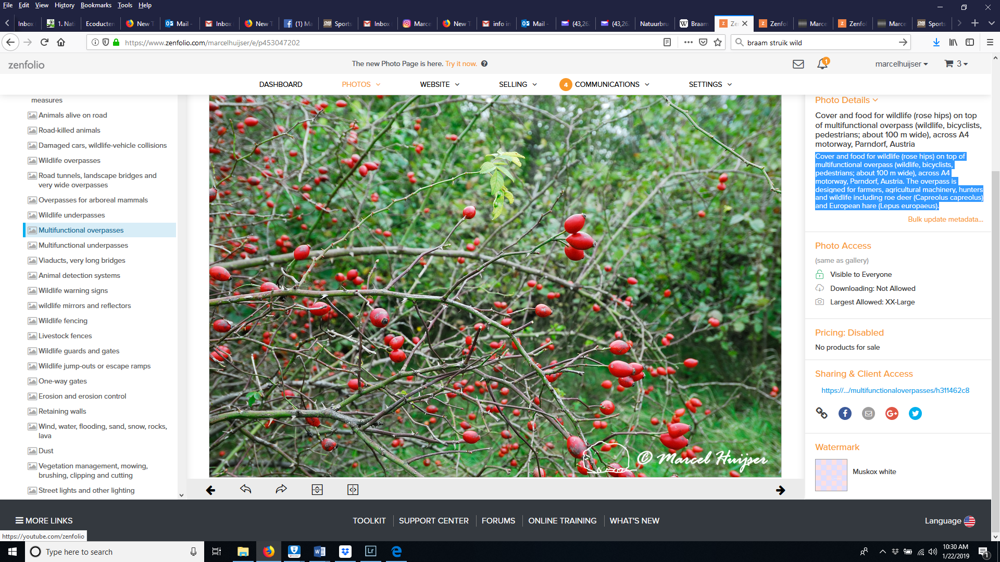 File Edit View History Bookmarks Tools Help
Inbox 1. Nati Ecoducten New T Mail - Inbox New T (1) Ma Sports Inbox Marce New T info in Mail - (43,26 (43,26 Natuurbru Braam Ze Zenfol Marce Zenfol Marce Sports
https://www.zenfolio.com/marcelhuijser/e/p453047202
braam struik wild
zenfolio
The new Photo Page is here. Try it now.
1
marcelhuijser
3
DASHBOARD PHOTOS WEBSITE SELLING 4 COMMUNICATIONS SETTINGS
measures
Animals alive on road
Road-killed animals
Damaged cars, wildlife-vehicle collisions
Wildlife overpasses
Road tunnels, landscape bridges and
very wide overpasses
Overpasses for arboreal mammals
Wildlife underpasses
Multifunctional overpasses
Multifunctional underpasses
Viaducts, very long bridges
Animal detection systems
Wildlife warning signs
wildlife mirrors and reflectors
Wildlife fencing
Livestock fences
Wildlife guards and gates
Wildlife jump-outs or escape ramps
One-way gates
Erosion and erosion control
Retaining walls
Wind, water, flooding, sand, snow, rocks,
lava
Dust
Vegetation management, mowing,
brushing, clipping and cutting
Street lights and other lighting
© Marcel Huijser
Photo Details
Cover and food for wildlife (rose hips) on top
of multifunctional overpass (wildlife, bicyclists,
pedestrians; about 100 m wide), across A4
motorway, Parndorf, Austria
Cover and food for wildlife (rose hips) on top of
multifunctional overpass (wildlife, bicyclists,
pedestrians; about 100 m wide), across A4
motorway, Parndorf, Austria. The overpass is
designed for farmers, agricultural machinery, hunters
and wildlife including roe deer (Capreolus capreolus)
and European hare (Lepus europaeus).
Bulk update metadata...
Photo Access
(same as gallery)
Visible to Everyone
Downloading: Not Allowed
Largest Allowed: XX-Large
Pricing: Disabled
No products for sale
Sharing & Client Access
https://.../multifunctionaloverpasses/h311462c8
Watermark
Muskox white
MORE LINKS
TOOLKIT SUPPORT CENTER FORUMS ONLINE TRAINING WHAT'S NEW
Language
https://youtube.com/zenfolio
Type here to search
10:30 AM
1/22/2019
1